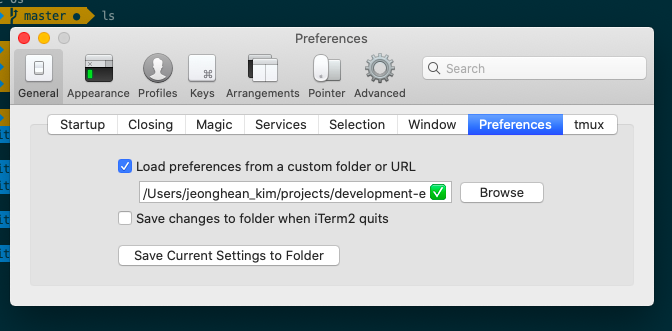 master ● ls
Preferences
General Appearance Profiles Keys Arrangements Pointer Advanced
Search
Startup Closing Magic Services Selection Window Preferences tmux
Load preferences from a custom folder or URL
/Users/jeonghean_kim/projects/development-e
Browse
Save changes to folder when iTerm2 quits
Save Current Settings to Folder